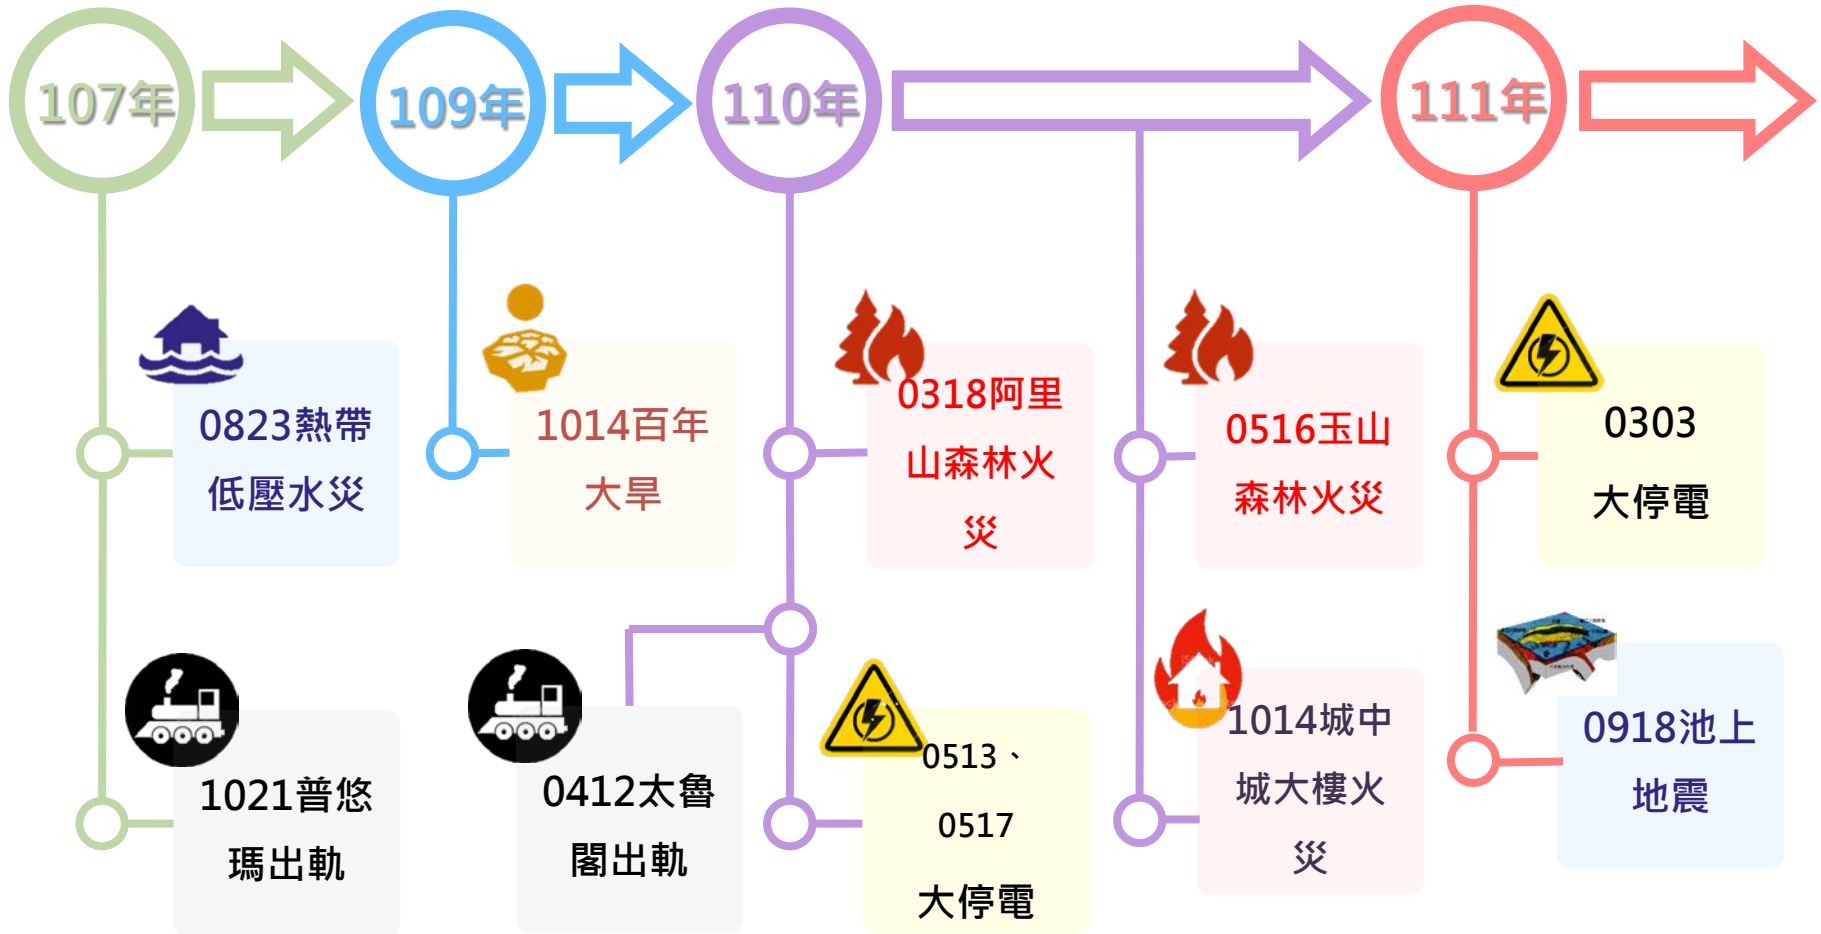 107年
109年
110年
111年
0823熱帶
低壓水災
1014百年
大旱
0318阿里
山森林火
災
0516玉山
森林火災
0303
大停電
1021普悠
瑪出軌
0412太魯
閣出軌
0513、
0517
大停電
1014城中
城大樓火
災
0918池上
地震